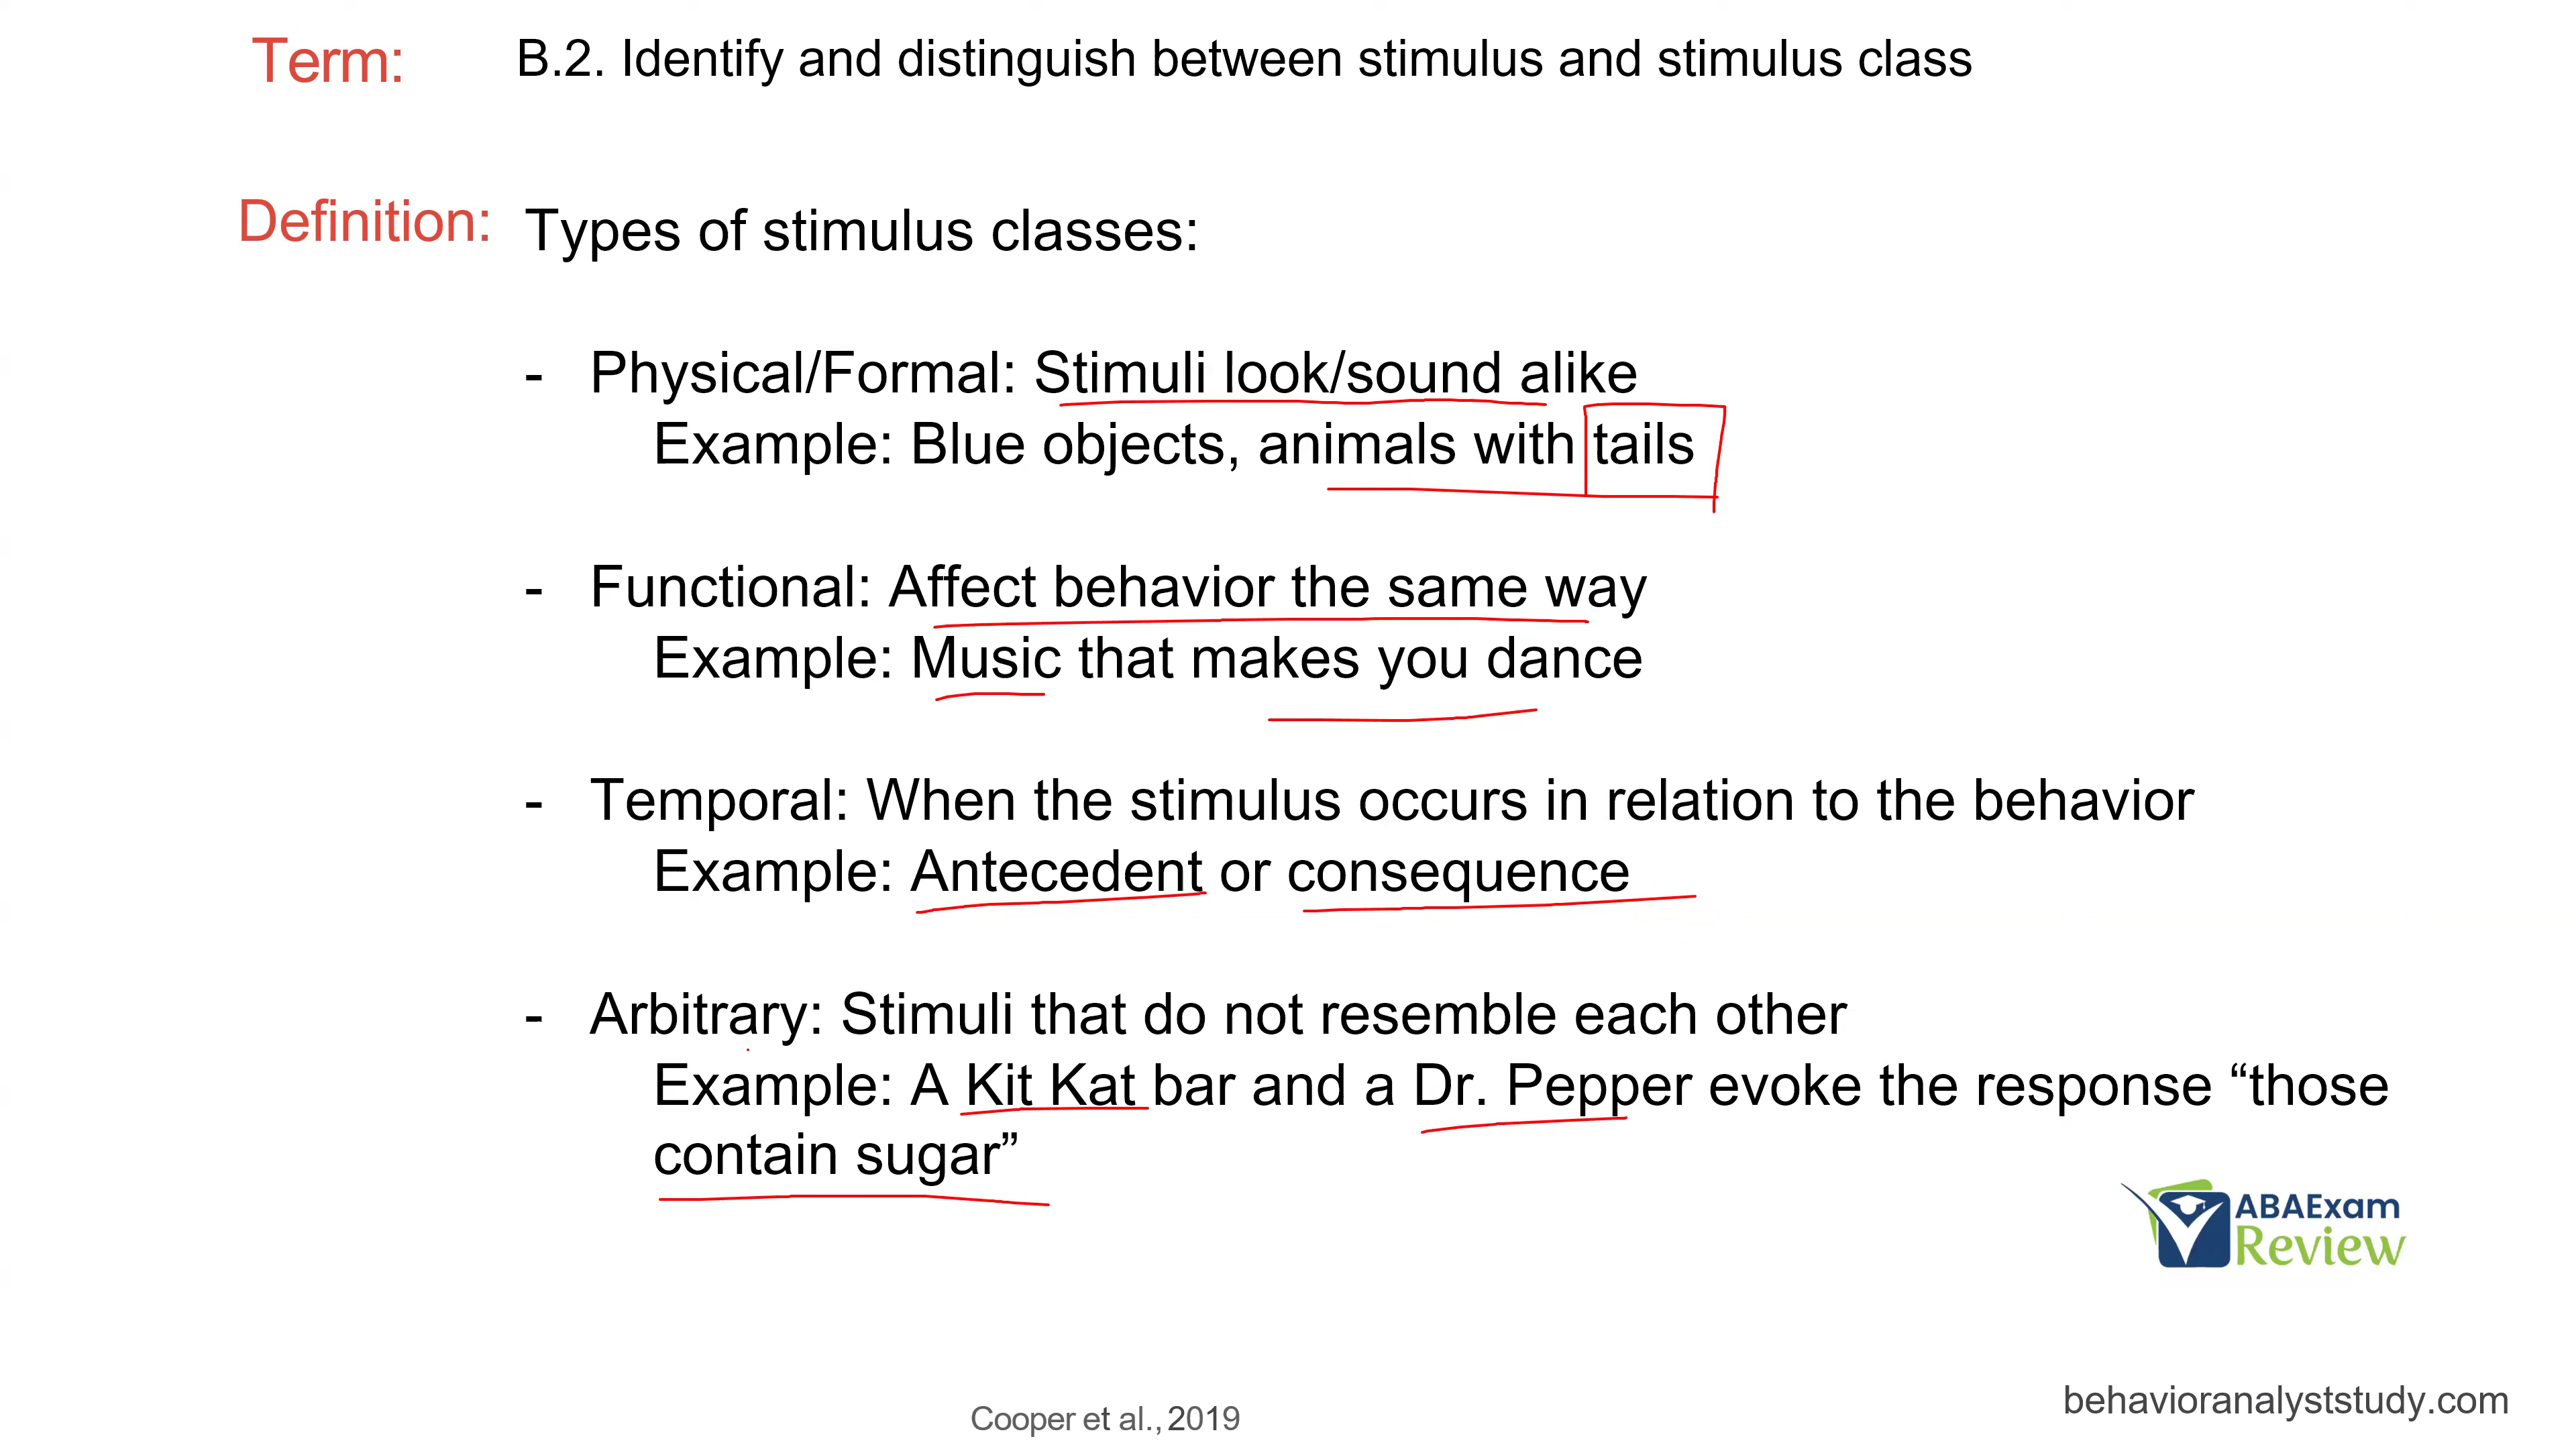 Term: B.2. Identify and distinguish between stimulus and stimulus class
Definition: Types of stimulus classes:
- Physical/Formal: Stimuli look/sound alike
Example: Blue objects, animals with tails
- Functional: Affect behavior the same way
Example: Music that makes you dance
- Temporal: When the stimulus occurs in relation to the behavior
Example: Antecedent or consequence
- Arbitrary: Stimuli that do not resemble each other
Example: A Kit Kat bar and a Dr. Pepper evoke the response “those
contain sugar”
ABAExam
Review
behavioranalyststudy.com
Cooper et al., 2019